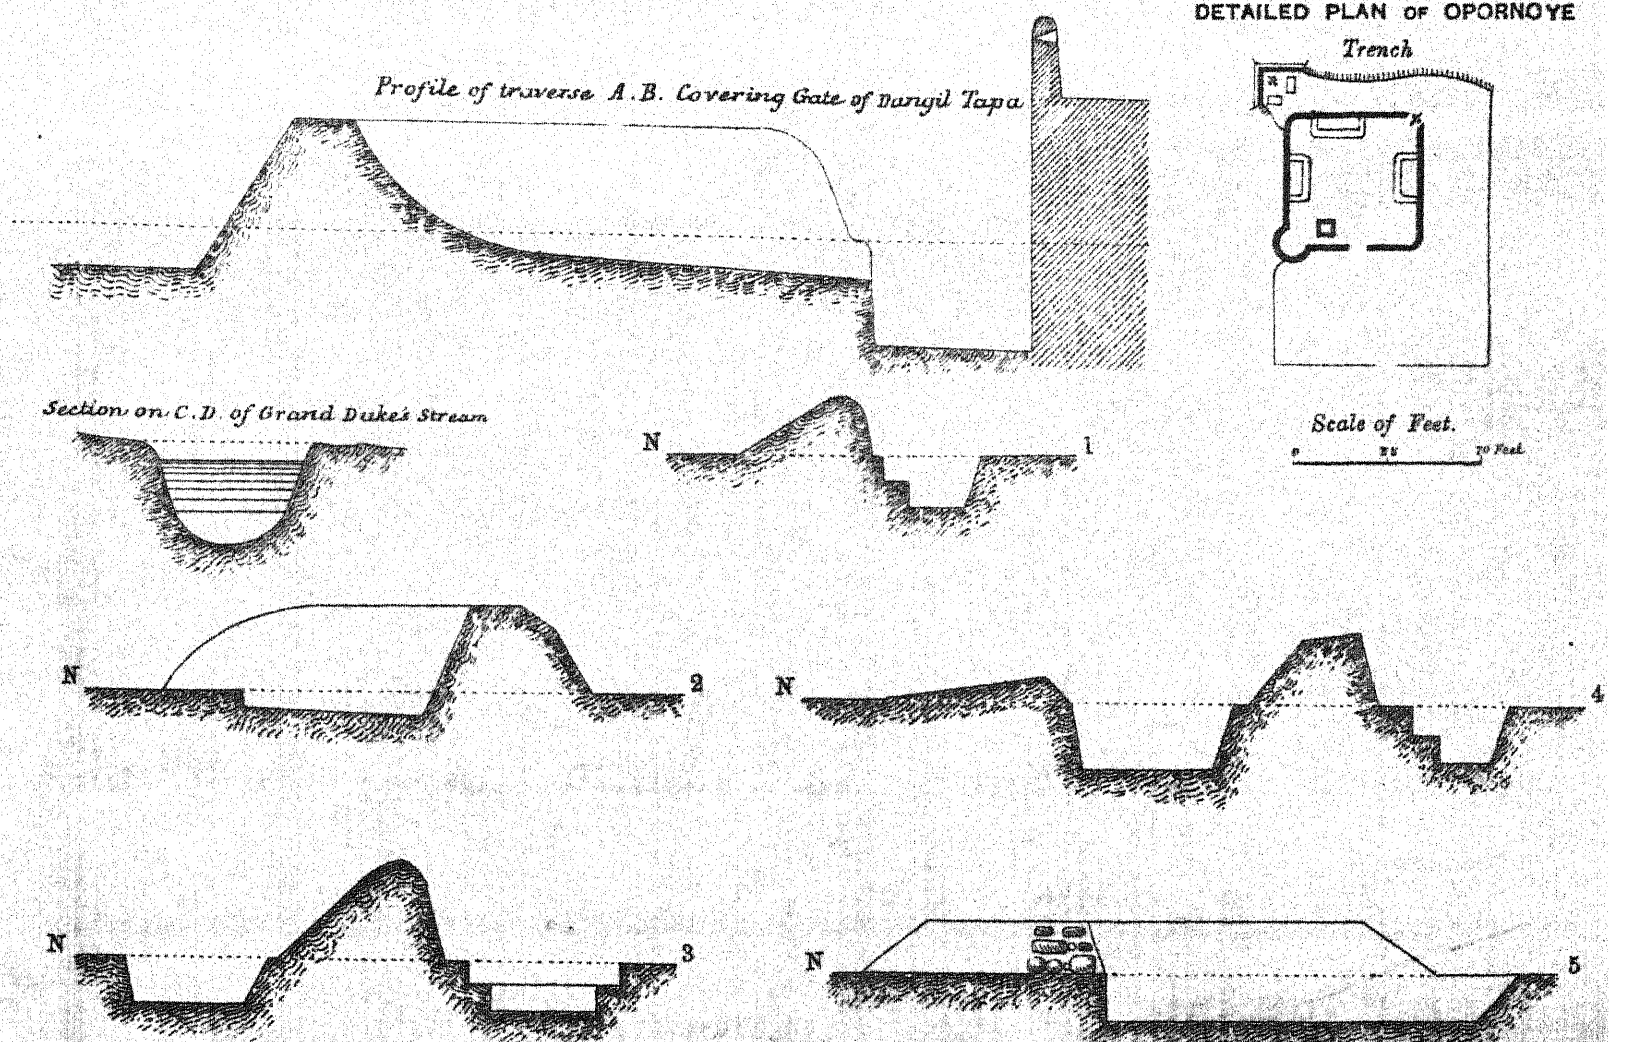 DETAILED PLAN OF OPORNOYE
Trench
Profile of traverse A.B. Covering Gate of Dangil Tapa
Section on C.D. of Grand Duke's Stream
N 1
Scale of Feet.
70 Feet
N 2
N 4
N 3
N 5